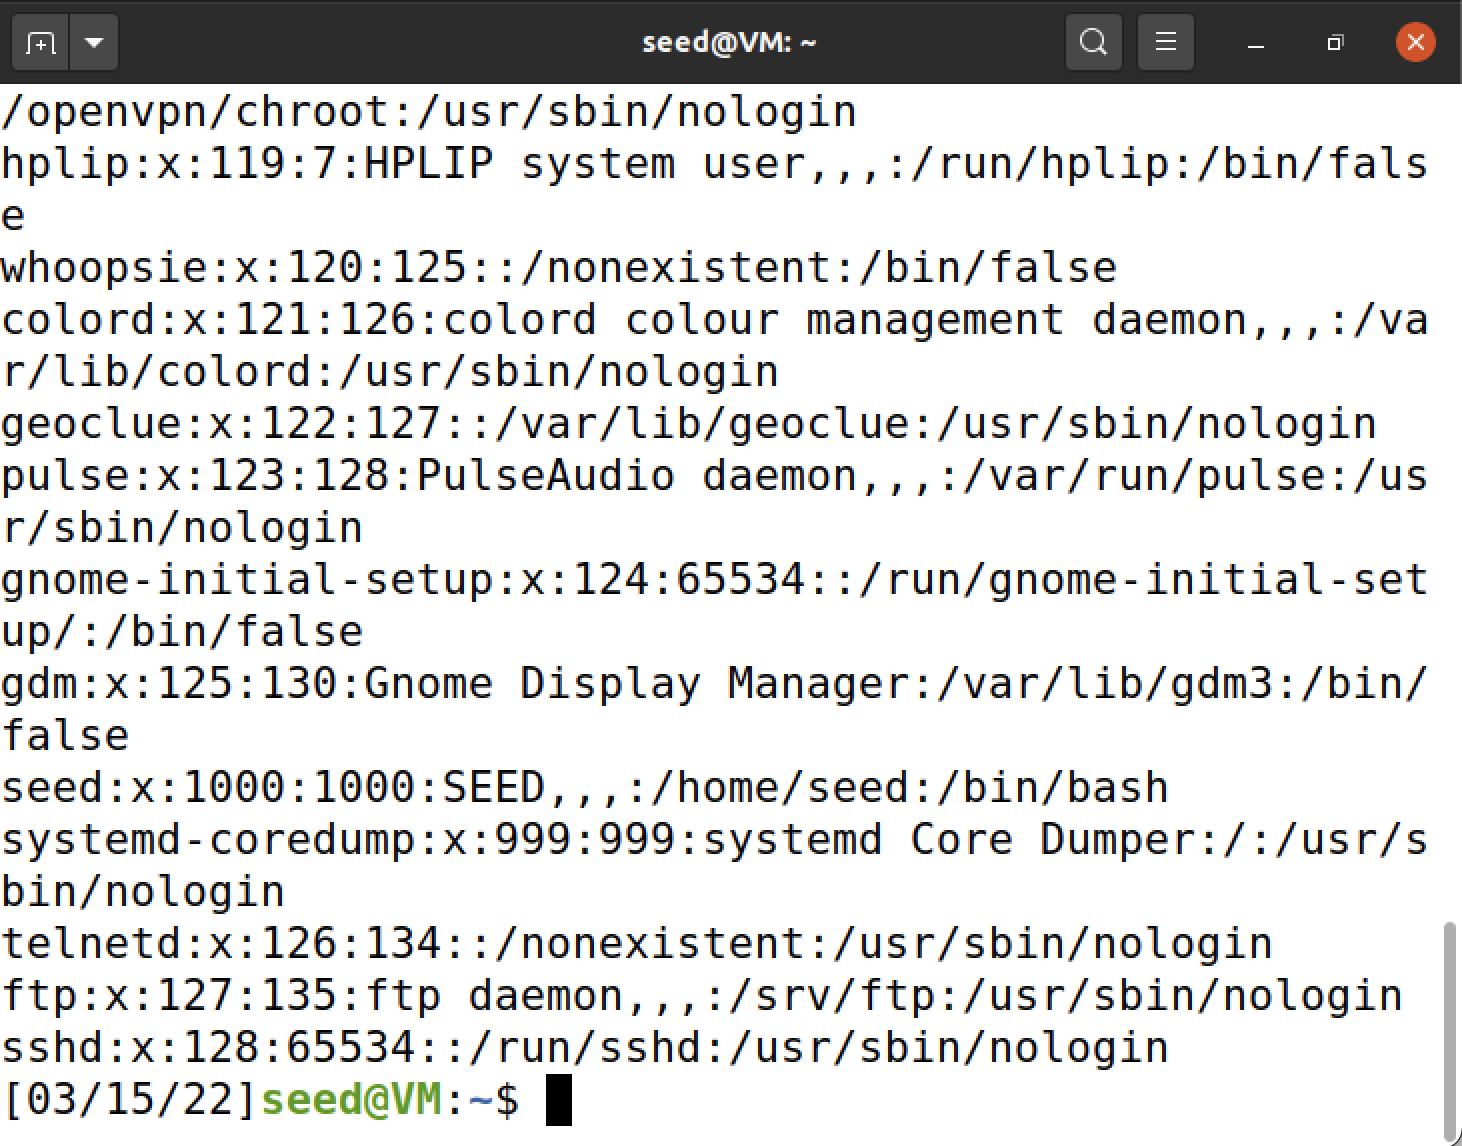 seed@VM: ~
/openvpn/chroot:/usr/sbin/nologin
hplip:x:119:7:HPLIP system user,,,:/run/hplip:/bin/fals
e
whoopsie:x:120:125::/nonexistent:/bin/false
colord:x:121:126:colord colour management daemon,,,:/va
r/lib/colord:/usr/sbin/nologin
geoclue:x:122:127::/var/lib/geoclue:/usr/sbin/nologin
pulse:x:123:128:PulseAudio daemon,,,:/var/run/pulse:/us
r/sbin/nologin
gnome-initial-setup:x:124:65534::/run/gnome-initial-set
up/:/bin/false
gdm:x:125:130:Gnome Display Manager:/var/lib/gdm3:/bin/
false
seed:x:1000:1000:SEED,,,:/home/seed:/bin/bash
systemd-coredump:x:999:999:systemd Core Dumper:/:/usr/s
bin/nologin
telnetd:x:126:134::/nonexistent:/usr/sbin/nologin
ftp:x:127:135:ftp daemon,,,:/srv/ftp:/usr/sbin/nologin
sshd:x:128:65534::/run/sshd:/usr/sbin/nologin
[03/15/22]seed@VM:~$